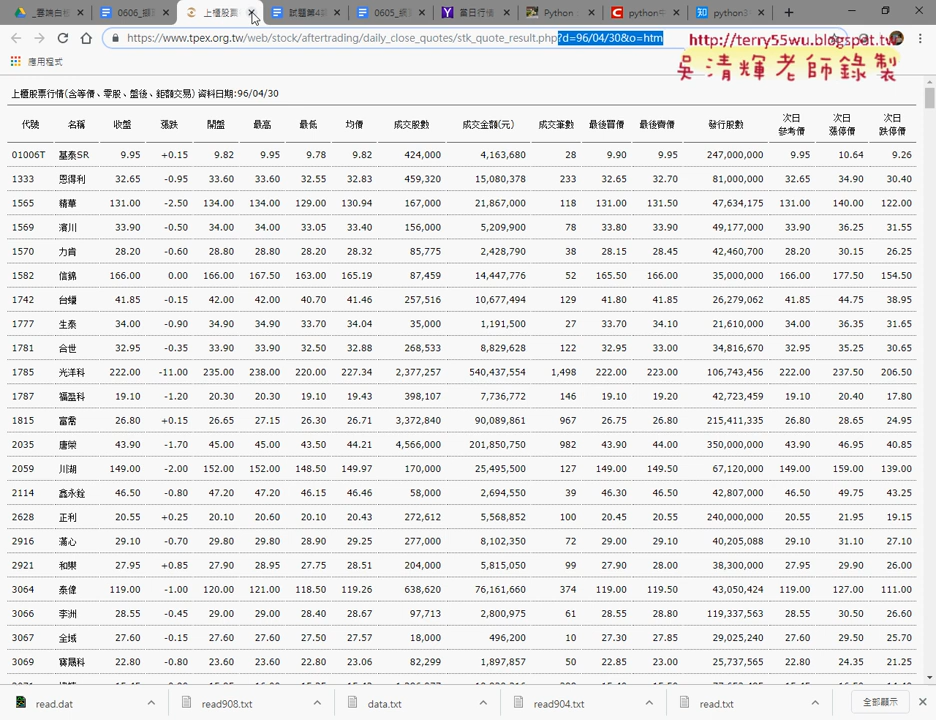 _雲端白板
0606_擷取
_上櫃股票
試題第4類
0605_網頁
當日行情
Python
python
python3
https://www.tpex.org.tw/web/stock/aftertrading/daily_close_quotes/stk_quote_result.php?d=96/04/30&o=htm
http://terry55wu.blogspot.tw
吳清輝老師錄製
應用程式
上櫃股票行情(含等價、零股、盤後、鉅額交易) 資料日期:96/04/30
代號 名稱 收盤 漲跌 開盤 最高 最低 均價 成交股數 成交金額(元) 成交筆數 最後買價 最後賣價 發行股數 次日參考價 次日漲停價 次日跌停價
01006T 基泰SR 9.95 +0.15 9.82 9.95 9.78 9.82 424,000 4,163,680 28 9.90 9.95 247,000,000 9.95 10.64 9.26
1333 恩得利 32.65 -0.95 33.60 33.60 32.55 32.83 459,320 15,080,378 233 32.65 32.70 81,000,000 32.65 34.90 30.40
1565 精華 131.00 -2.50 134.00 134.00 129.00 130.94 167,000 21,867,000 118 131.00 131.50 47,634,175 131.00 140.00 122.00
1569 濱川 33.90 -0.50 34.00 34.00 33.05 33.40 156,000 5,209,900 78 33.80 33.90 49,177,000 33.90 36.25 31.55
1570 力肯 28.20 -0.60 28.80 28.80 28.20 28.32 85,775 2,428,790 38 28.15 28.45 42,460,700 28.20 30.15 26.25
1582 信錦 166.00 0.00 166.00 167.50 163.00 165.19 87,459 14,447,776 52 165.50 166.00 35,000,000 166.00 177.50 154.50
1742 台蠟 41.85 -0.15 42.00 42.00 40.70 41.46 257,516 10,677,494 129 41.80 41.85 26,279,062 41.85 44.75 38.95
1777 生泰 34.00 -0.90 34.90 34.90 33.70 34.04 35,000 1,191,500 27 33.70 34.10 21,610,000 34.00 36.35 31.65
1781 合世 32.95 -0.35 33.90 33.90 32.50 32.88 268,533 8,829,628 122 32.95 33.00 34,816,670 32.95 35.25 30.65
1785 光洋科 222.00 -11.00 235.00 238.00 220.00 227.34 2,377,257 540,437,554 1,498 222.00 223.00 106,743,456 222.00 237.50 206.50
1787 福盈科 19.10 -1.20 20.30 20.30 19.10 19.43 398,107 7,736,772 146 19.10 19.20 42,723,459 19.10 20.40 17.80
1815 富喬 26.80 +0.15 26.65 27.15 26.30 26.71 3,372,840 90,089,861 967 26.75 26.80 215,411,335 26.80 28.65 24.95
2035 唐榮 43.90 -1.70 45.00 45.00 43.50 44.21 4,566,000 201,850,750 982 43.90 44.00 350,000,000 43.90 46.95 40.85
2059 川湖 149.00 -2.00 152.00 152.00 148.50 149.97 170,000 25,495,500 127 149.00 149.50 67,120,000 149.00 159.00 139.00
2114 鑫永銓 46.50 -0.80 47.20 47.20 46.15 46.46 58,000 2,694,550 39 46.30 46.50 42,807,000 46.50 49.75 43.25
2628 正利 20.55 +0.25 20.10 20.60 20.10 20.43 272,612 5,568,852 100 20.45 20.55 240,000,000 20.55 21.95 19.15
2916 滿心 29.10 -0.70 29.80 28.80 28.90 29.25 277,000 8,102,350 72 29.00 29.10 40,205,088 29.10 31.10 27.10
2921 和樂 27.95 +0.85 27.90 28.95 27.75 28.51 204,000 5,815,050 99 27.90 28.00 38,300,000 27.95 29.90 26.00
3064 泰偉 119.00 -1.00 120.00 121.00 118.50 119.26 638,620 76,161,660 374 119.00 119.50 43,050,424 119.00 127.00 111.00
3066 李洲 28.55 -0.45 29.00 29.00 28.40 28.67 97,713 2,800,975 61 28.55 28.80 119,337,563 28.55 30.50 26.60
3067 全域 27.60 -0.15 27.60 27.60 27.50 27.57 18,000 496,200 10 27.30 27.85 29,025,240 27.60 29.50 25.70
3069 寶陽科 22.80 -0.80 23.60 23.60 22.80 23.06 82,299 1,897,857 50 22.85 23.00 25,737,565 22.80 24.35 21.25
read.dat
read908.txt
data.txt
read904.txt
read.txt
全部顯示